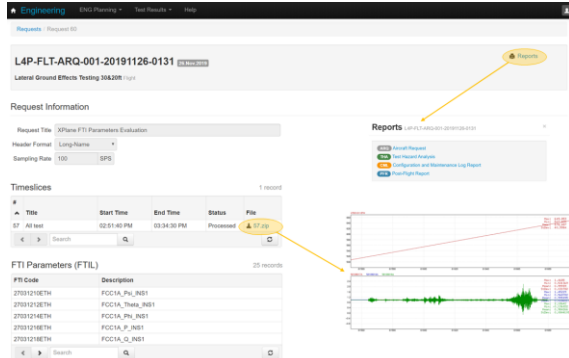 Engineering ENG Planning Test Results Help
Requests / Request 80
L4P-FLT-ARQ-001-20191126-0131 26 Nov 2019
Reports
Lateral Ground Effects Testing 30&20ft Flight
Request Information
Request Title XPlane FTI Parameters Evaluation
Header Format Long-Name
Sampling Rate 100 SPS
Reports L4P-FLT-ARQ-001-20191126-0131 ×
ARQ Aircraft Request
THA Test Hazard Analysis
CML Configuration and Maintenance Log Report
PFR Post-Flight Report
Timeslices 1 record
# Title Start Time End Time Status File
57 All test 02:51:40 PM 03:34:30 PM Processed 57.zip
Search
FTI Parameters (FTIL) 25 records
FTI Code Description
27031210ETH FCC1A_Psi_INS1
27031212ETH FCC1A_Theta_INS1
27031214ETH FCC1A_Phi_INS1
27031216ETH FCC1A_P_INS1
27031218ETH FCC1A_Q_INS1
Search